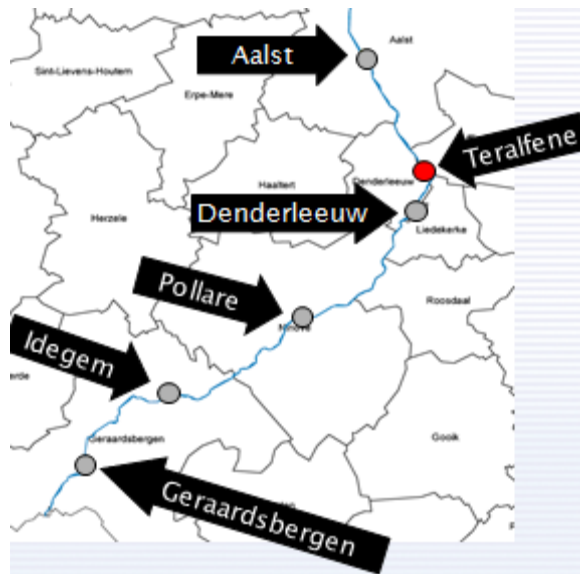 Aalst
Aalst
Sint-Lievens-Houtem
Erpe-Mere
Teralfene
Denderleeuw
Haaltert
Denderleeuw
Herzele
Liedekerke
Pollare
Roosdaal
Idegem
Gooik
Geraardsbergen
Geraardsbergen